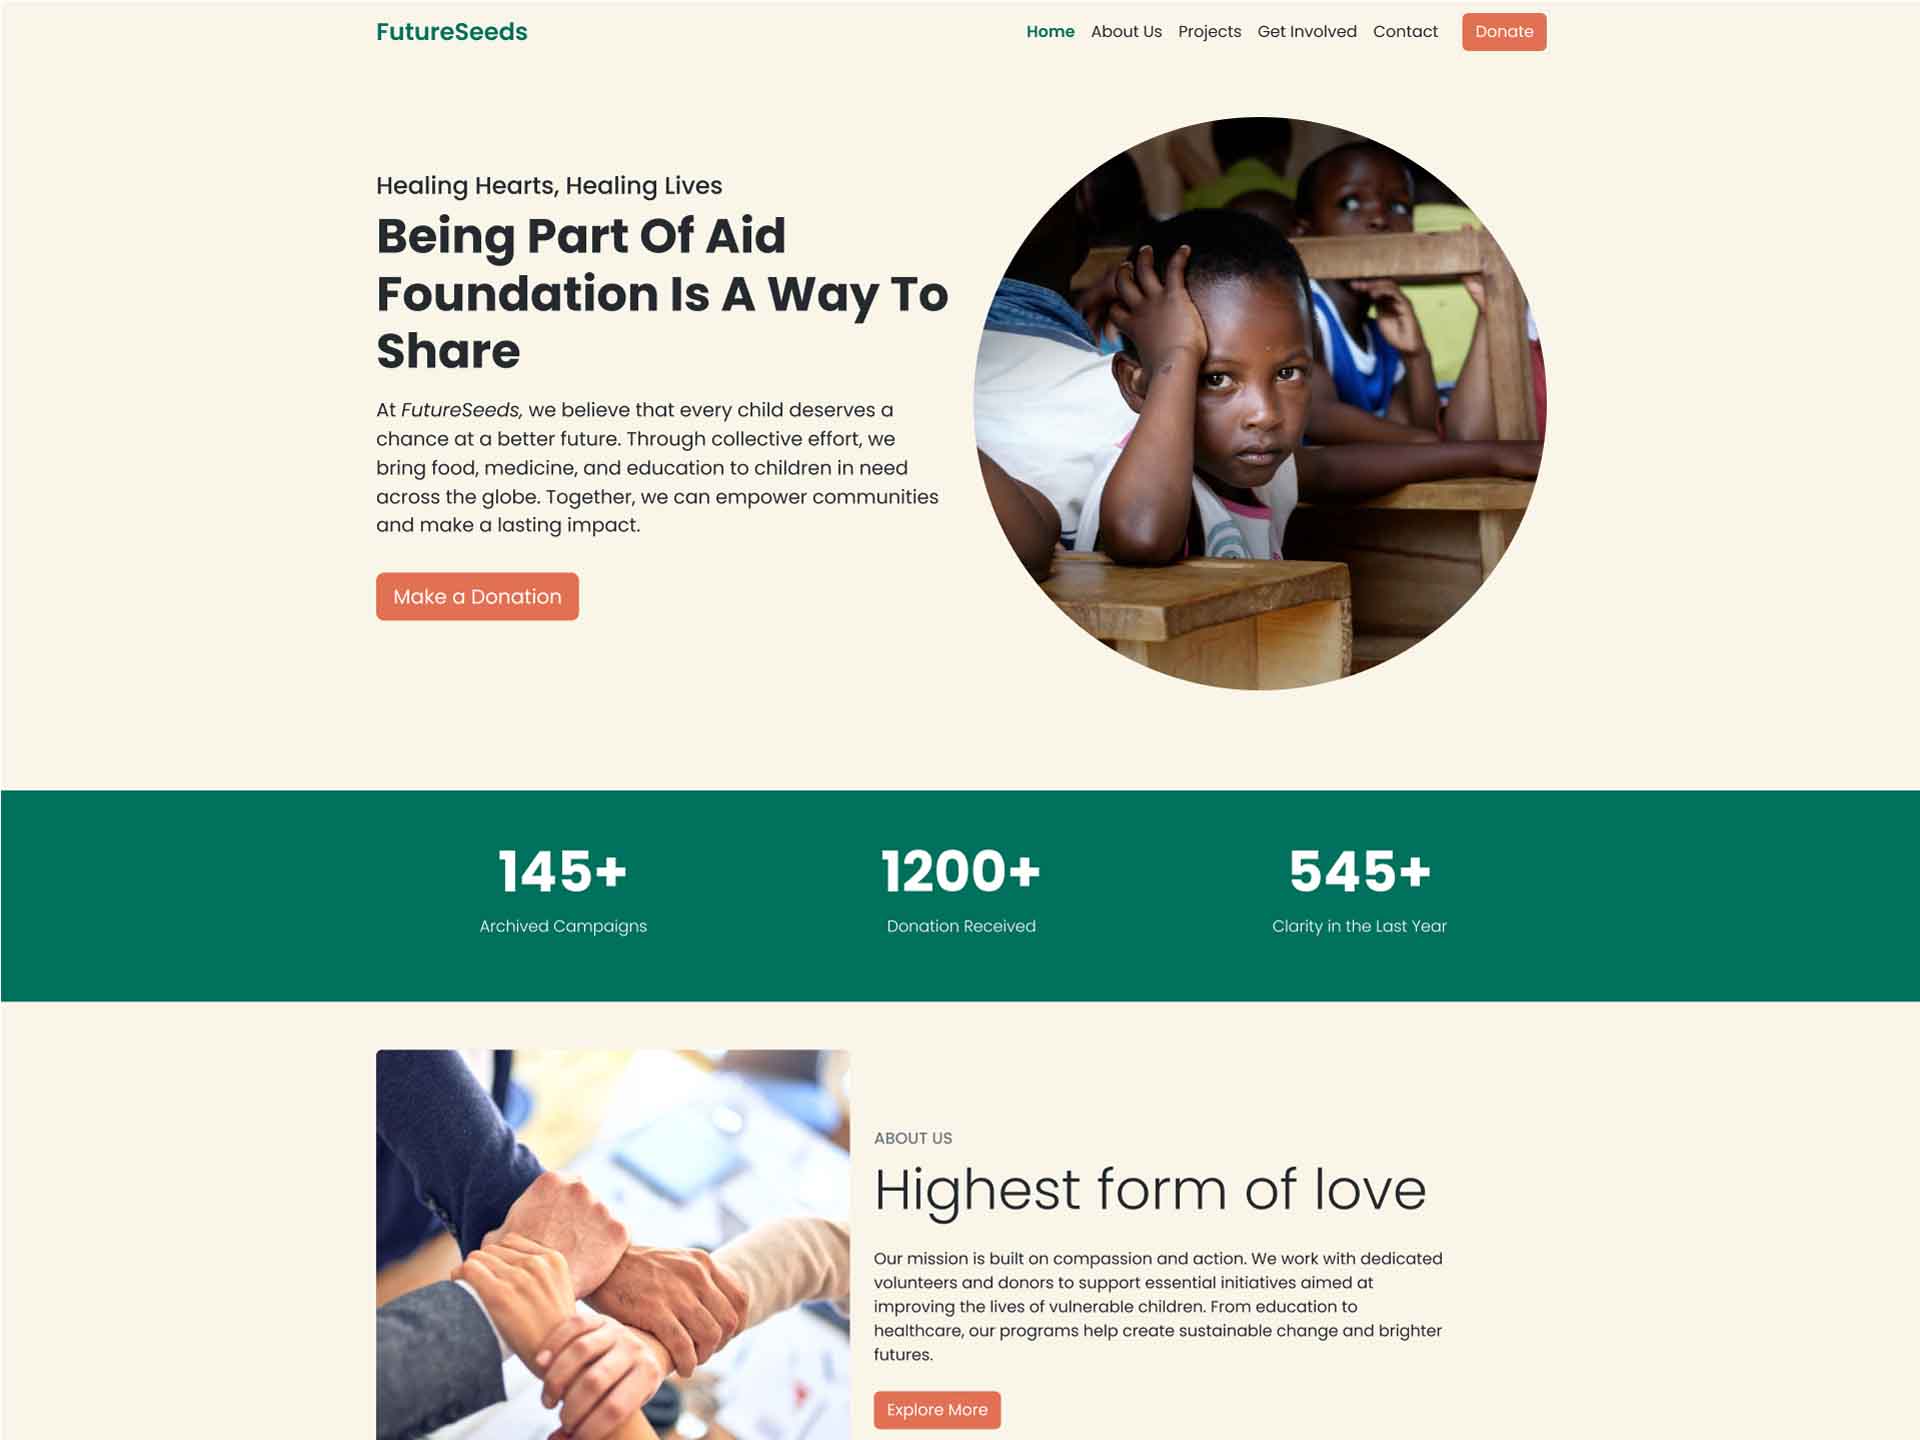 FutureSeeds
Home About Us Projects Get Involved Contact Donate
Healing Hearts, Healing Lives
Being Part Of Aid
Foundation Is A Way To
Share
At FutureSeeds, we believe that every child deserves a
chance at a better future. Through collective effort, we
bring food, medicine, and education to children in need
across the globe. Together, we can empower communities
and make a lasting impact.
Make a Donation
145+
Archived Campaigns
1200+
Donation Received
545+
Clarity in the Last Year
ABOUT US
Highest form of love
Our mission is built on compassion and action. We work with dedicated
volunteers and donors to support essential initiatives aimed at
improving the lives of vulnerable children. From education to
healthcare, our programs help create sustainable change and brighter
futures.
Explore More